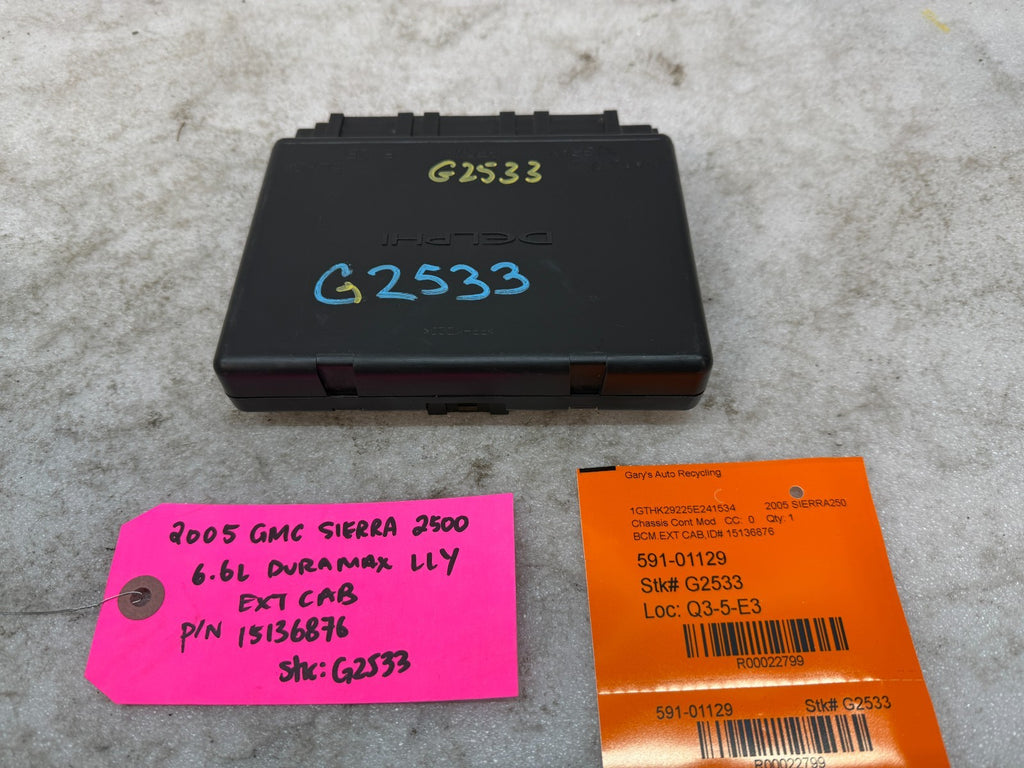 G2533
DELPHI
G2533
2005 GMC SIERRA 2500
6.6L DURAMAX LLY
EXT CAB
P/N 15136876
Stk: G2533
Gary's Auto Recycling
1GTHK29225E241534 2005 SIERRA250
Chassis Cont Mod CC: 0 Qty: 1
BCM,EXT CAB,ID# 15136876
591-01129
Stk# G2533
Loc: Q3-5-E3
R00022799
591-01129 Stk# G2533
R00022799